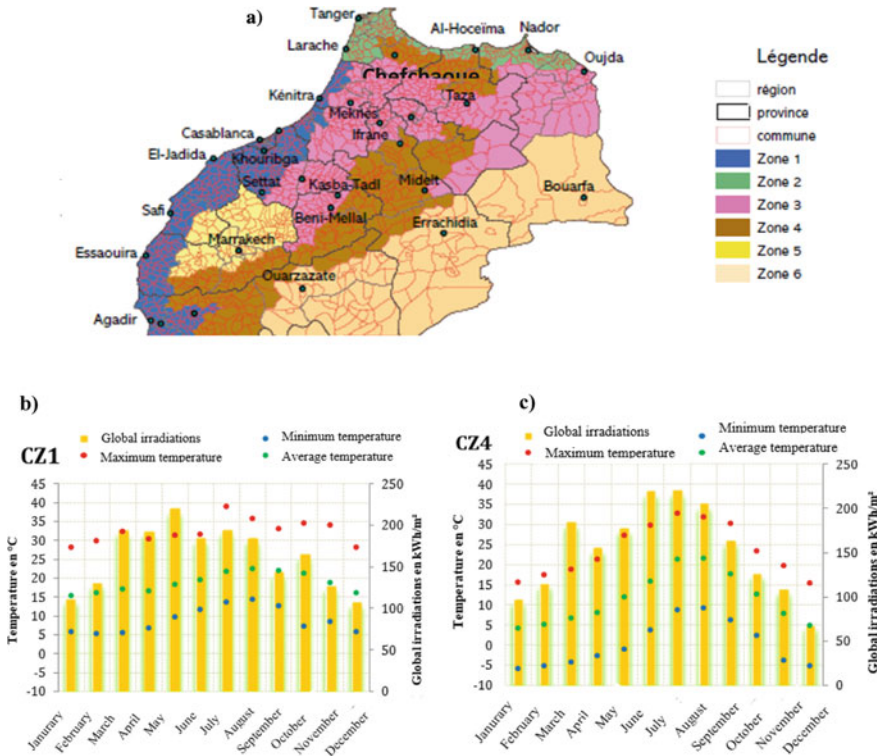 a)
Tanger
Larache
Al-Hoceïma
Nador
Oujda
Chefchaoue
Kénitra
Taza
Meknès
Casablanca
Ifrane
El-Jadida
Khouribga
Settat
Kasba-Tadl
Midelt
Bouarfa
Safi
Beni-Mellal
Errachidia
Marrakech
Essaouira
Ouarzazate
Agadir
Légende
région
province
commune
Zone 1
Zone 2
Zone 3
Zone 4
Zone 5
Zone 6
b)
CZ1
Global irradiations
Minimum temperature
Maximum temperature
Average temperature
Temperature en °C
45
40
35
30
25
20
15
10
5
0
-5
-10
250
200
150
100
50
0
Global irradiations en kWh/m²
Janurary
February
March
April
May
June
July
August
September
October
November
December
c)
CZ4
Global irradiations
Minimum temperature
Maximum temperature
Average temperature
Temperature en °C
45
40
35
30
25
20
15
10
5
0
-5
-10
250
200
150
100
50
0
Global irradiations en kWh/m²
Janurary
February
March
April
May
June
July
August
September
October
November
December